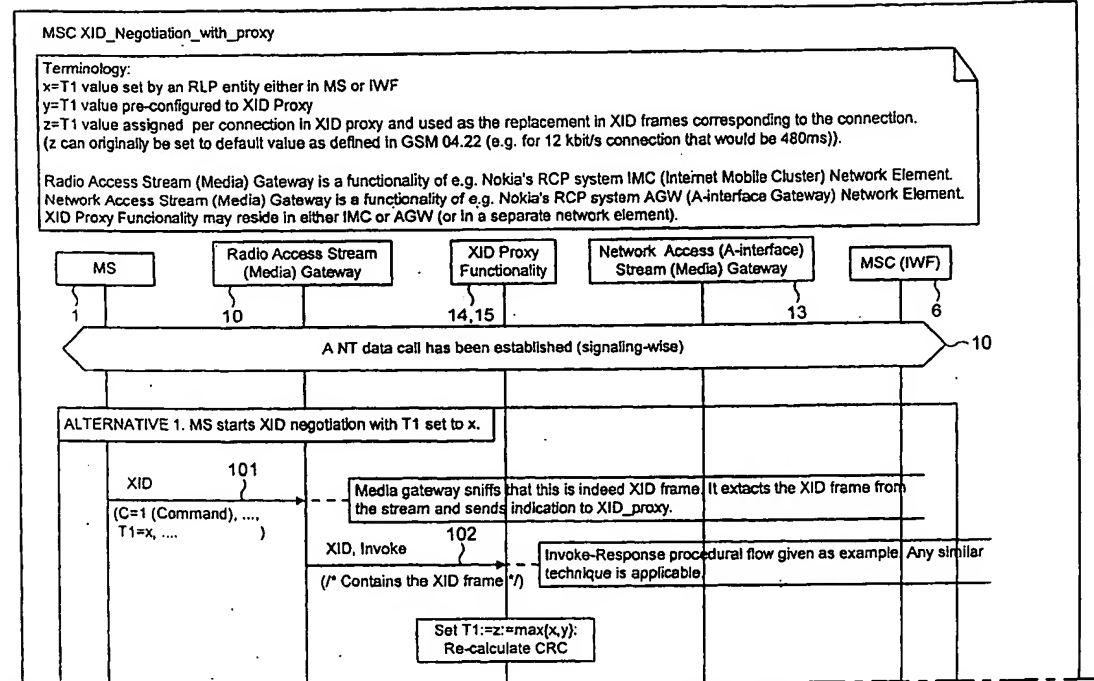 MSC XID_Negotiation_with_proxy
Terminology:
x=T1 value set by an RLP entity either in MS or IWF
y=T1 value pre-configured to XID Proxy
z=T1 value assigned per connection in XID proxy and used as the replacement in XID frames corresponding to the connection.
(z can originally be set to default value as defined in GSM 04.22 (e.g. for 12 kbit/s connection that would be 480ms)).
Radio Access Stream (Media) Gateway is a functionality of e.g. Nokia's RCP system IMC (Internet Mobile Cluster) Network Element.
Network Access Stream (Media) Gateway is a functionality of e.g. Nokia's RCP system AGW (A-interface Gateway) Network Element.
XID Proxy Funcionality may reside in either IMC or AGW (or in a separate network element).
MS
Radio Access Stream
(Media) Gateway
XID Proxy
Functionality
Network Access (A-interface)
Stream (Media) Gateway
MSC (IWF)
1
10
14,15
13
6
A NT data call has been established (signaling-wise)
10
ALTERNATIVE 1. MS starts XID negotiation with T1 set to x.
XID
101
(C=1 (Command), ....,
T1=x, .... )
Media gateway sniffs that this is indeed XID frame. It extacts the XID frame from
the stream and sends indication to XID_proxy.
XID, Invoke
102
(/* Contains the XID frame */)
Invoke-Response procedural flow given as example. Any similar
technique is applicable.
Set T1:=z:=max{x,y}:
Re-calculate CRC